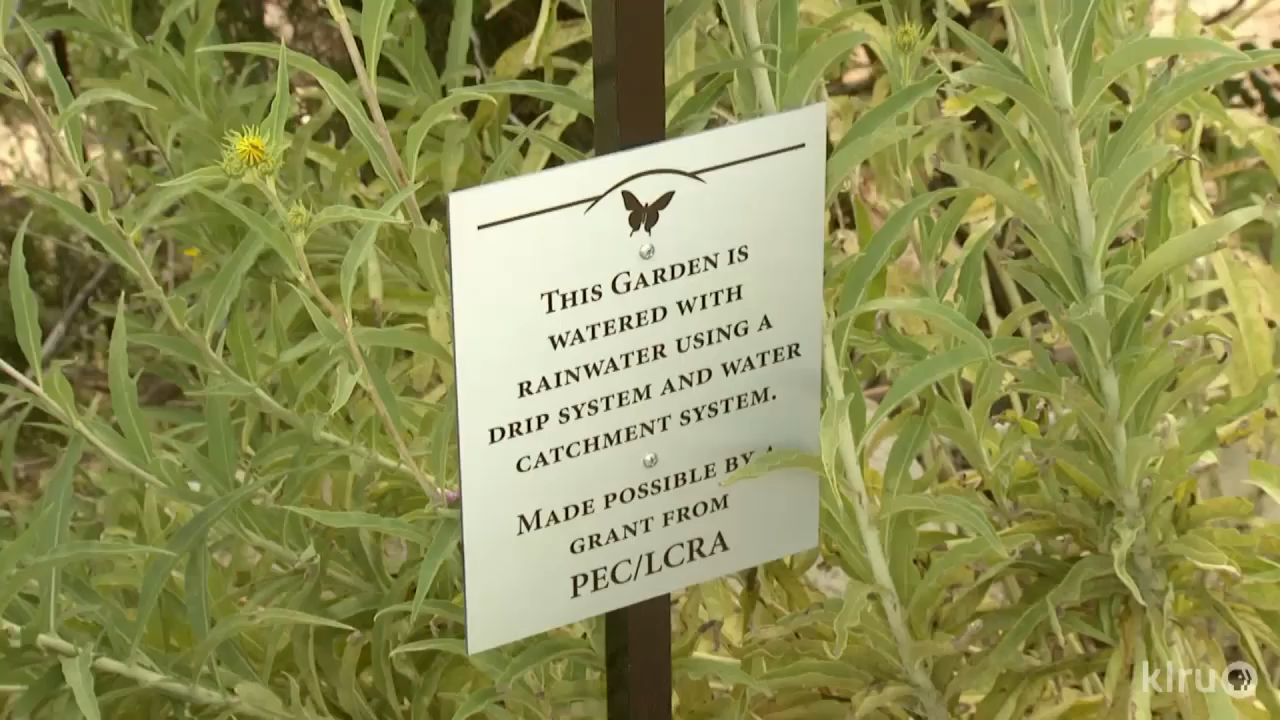 This Garden is
watered with
rainwater using a
drip system and water
catchment system.
Made possible by a
grant from
PEC/LCRA
klru